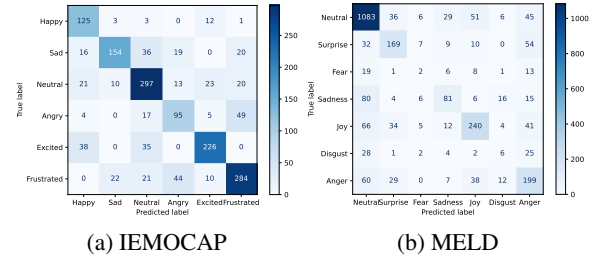 Happy 125 3 3 0 12 1
Sad 16 154 36 19 0 20
Neutral 21 10 297 13 23 20
Angry 4 0 17 95 5 49
Excited 38 0 35 0 226 0
Frustrated 0 22 21 44 10 284
Happy Sad Neutral Angry Excited Frustrated
Predicted label
True label
250
200
150
100
50
0
(a) IEMOCAP
Neutral 1083 36 6 29 51 6 45
Surprise 32 169 7 9 10 0 54
Fear 19 1 2 6 8 1 13
Sadness 80 4 6 81 6 16 15
Joy 66 34 5 12 240 4 41
Disgust 28 1 2 4 2 6 25
Anger 60 29 0 7 38 12 199
Neutral Surprise Fear Sadness Joy Disgust Anger
Predicted label
True label
1000
800
600
400
200
0
(b) MELD